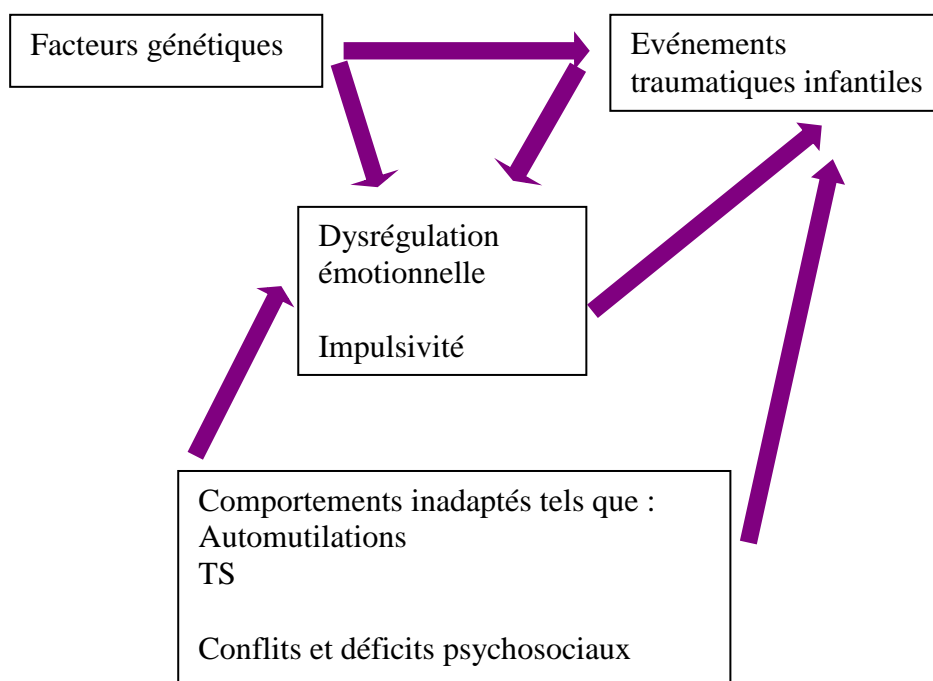 Facteurs génétiques
Evénements
traumatiques infantiles
Dysrégulation
émotionnelle
Impulsivité
Comportements inadaptés tels que :
Automutilations
TS
Conflits et déficits psychosociaux